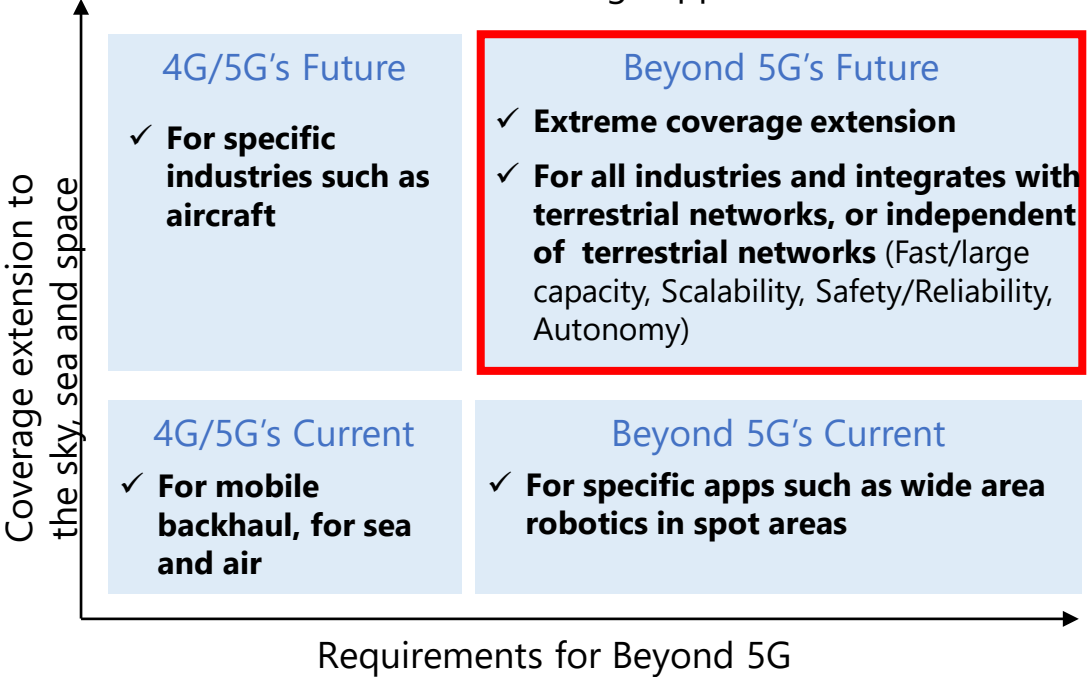 4G/5G's Future
✓ For specific
industries such as
aircraft
Beyond 5G's Future
✓ Extreme coverage extension
✓ For all industries and integrates with
terrestrial networks, or independent
of terrestrial networks (Fast/large
capacity, Scalability, Safety/Reliability,
Autonomy)
Coverage extension to
the sky, sea and space
4G/5G's Current
✓ For mobile
backhaul, for sea
and air
Beyond 5G's Current
✓ For specific apps such as wide area
robotics in spot areas
Requirements for Beyond 5G